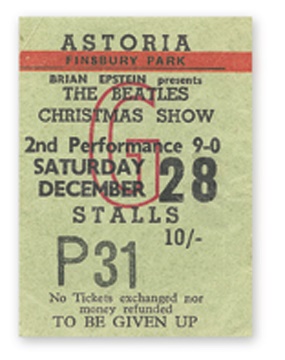 ASTORIA
FINSBURY PARK
BRIAN EPSTEIN presents
THE BEATLES
CHRISTMAS SHOW
G
2nd Performance 9-0
SATURDAY
DECEMBER 28
STALLS
10/-
P31
No Tickets exchanged nor
money refunded
TO BE GIVEN UP